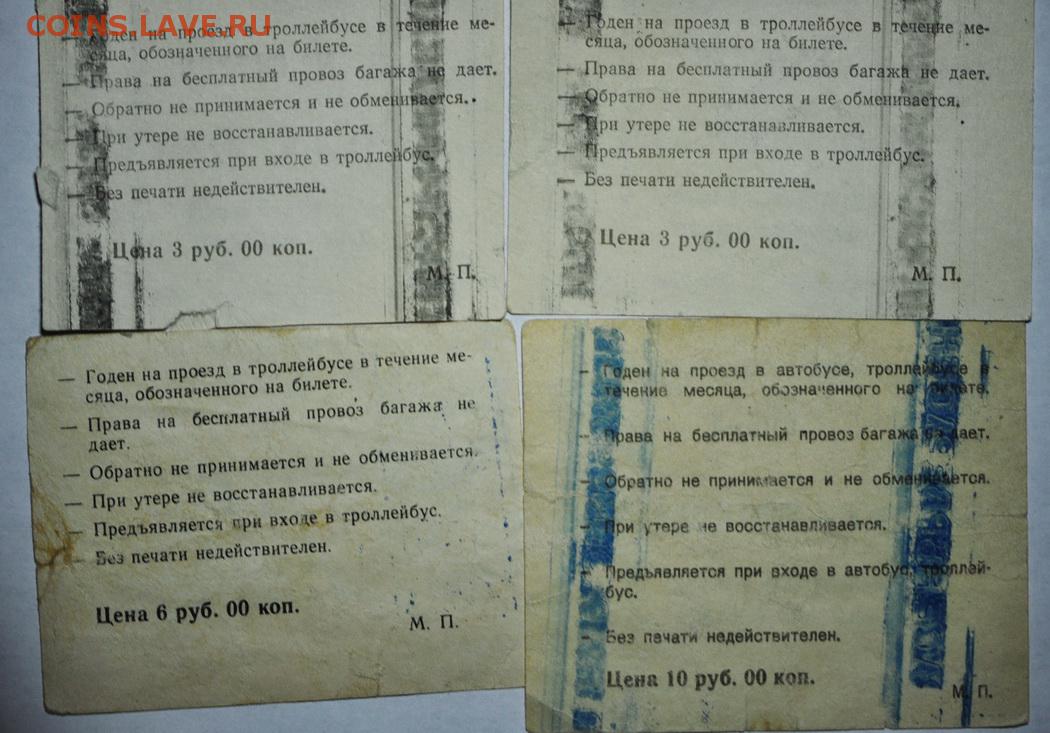 COINS.LAVE.RU
— Годен на проезд в троллейбусе в течение ме-
сяца, обозначенного на билете.
— Права на бесплатный провоз багажа не дает.
— Обратно не принимается и не обменивается.
— При утере не восстанавливается.
— Предъявляется при входе в троллейбус.
— Без печати недействителен.
Цена 3 руб. 00 коп.
М. П.
— Годен на проезд в троллейбусе в течение ме-
сяца, обозначенного на билете.
— Права на бесплатный провоз багажа не дает.
— Обратно не принимается и не обменивается.
— При утере не восстанавливается.
— Предъявляется при входе в троллейбус.
— Без печати недействителен.
Цена 3 руб. 00 коп.
М. П.
— Годен на проезд в троллейбусе в течение ме-
сяца, обозначенного на билете.
— Права на бесплатный провоз багажа не
дает.
— Обратно не принимается и не обменивается.
— При утере не восстанавливается.
— Предъявляется при входе в троллейбус.
— Без печати недействителен.
Цена 6 руб. 00 коп.
М. П.
— Годен на проезд в автобусе, троллейбусе в
течение месяца, обозначенного на билете.
— Права на бесплатный провоз багажа не дает.
— Обратно не принимается и не обменивается.
— При утере не восстанавливается.
— Предъявляется при входе в автобус, троллей-
бус.
— Без печати недействителен.
Цена 10 руб. 00 коп.
М. П.